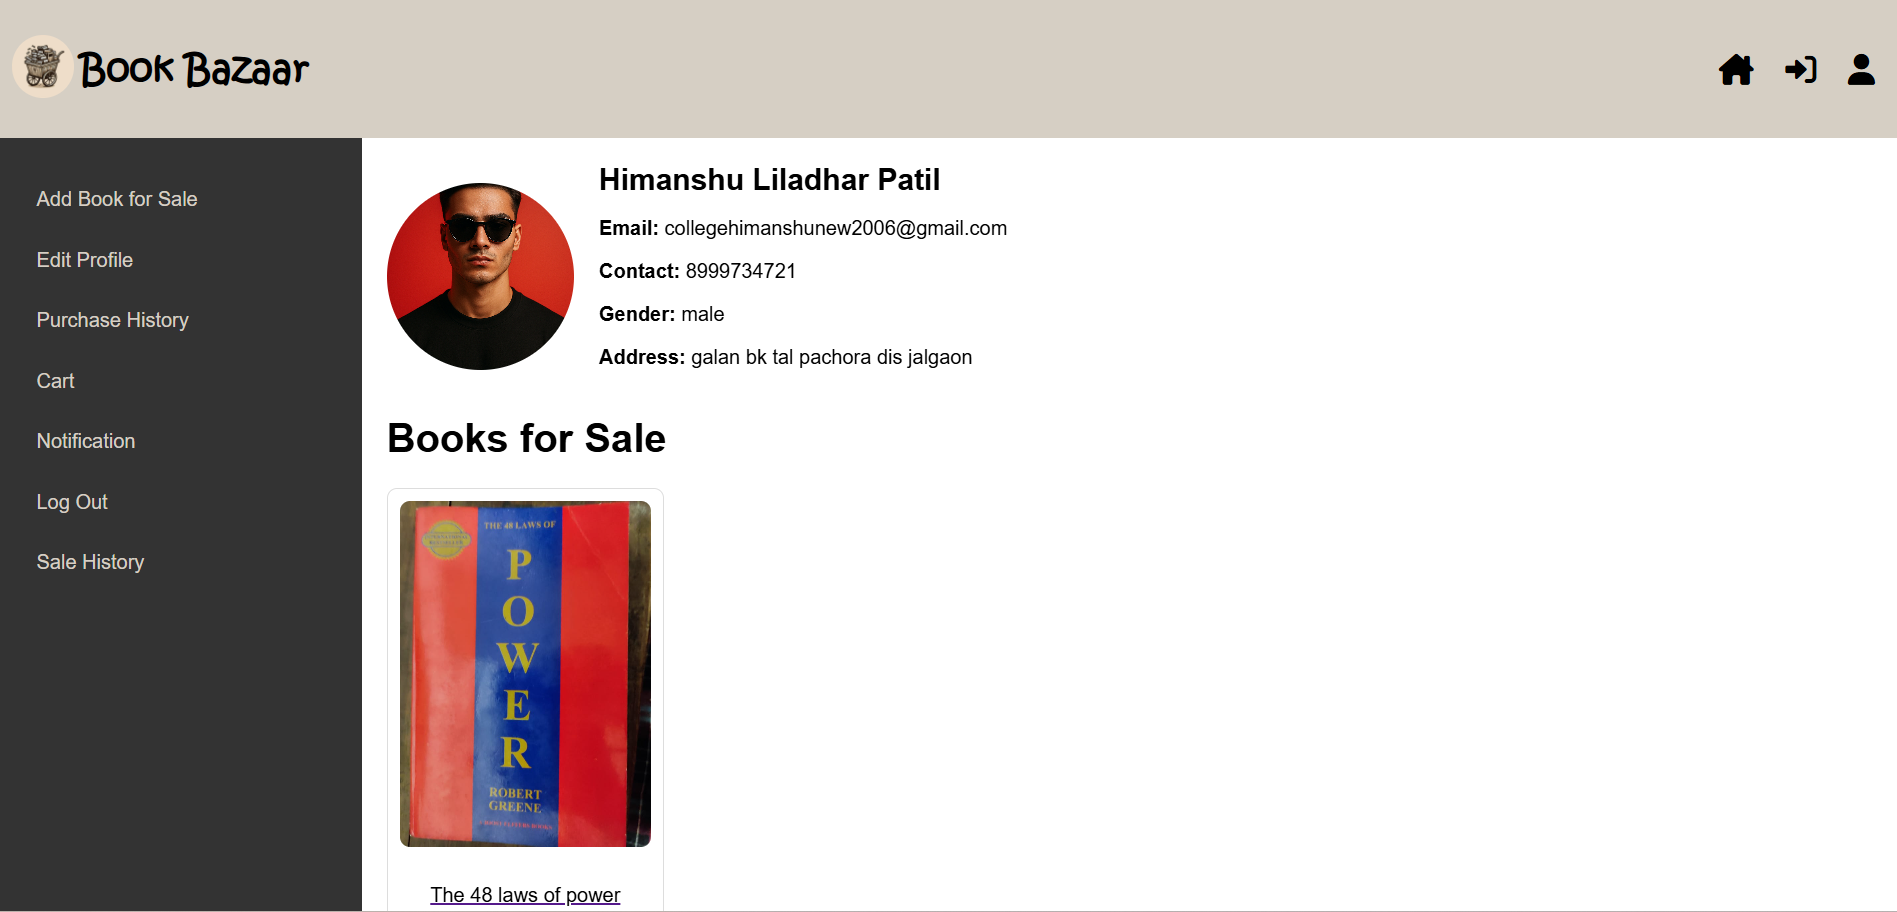 Book Bazaar
Add Book for Sale
Edit Profile
Purchase History
Cart
Notification
Log Out
Sale History
Himanshu Liladhar Patil
Email: collegehimanshunew2006@gmail.com
Contact: 8999734721
Gender: male
Address: galan bk tal pachora dis jalgaon
Books for Sale
THE 48 LAWS OF
POWER
ROBERT
GREENE
The 48 laws of power